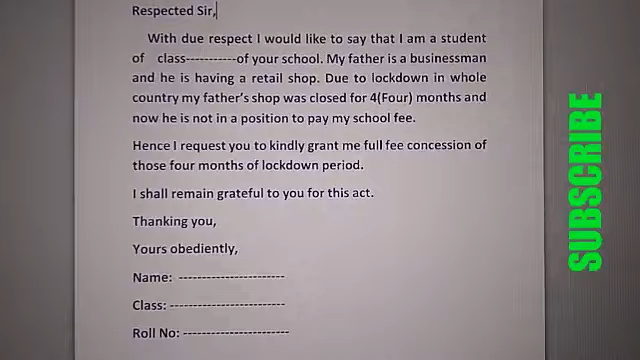 Respected Sir,
With due respect I would like to say that I am a student
of class-----------of your school. My father is a businessman
and he is having a retail shop. Due to lockdown in whole
country my father's shop was closed for 4(Four) months and
now he is not in a position to pay my school fee.
Hence I request you to kindly grant me full fee concession of
those four months of lockdown period.
I shall remain grateful to you for this act.
Thanking you,
Yours obediently,
Name: -----------------------
Class: -------------------------
Roll No: -----------------------
SUBSCRIBE